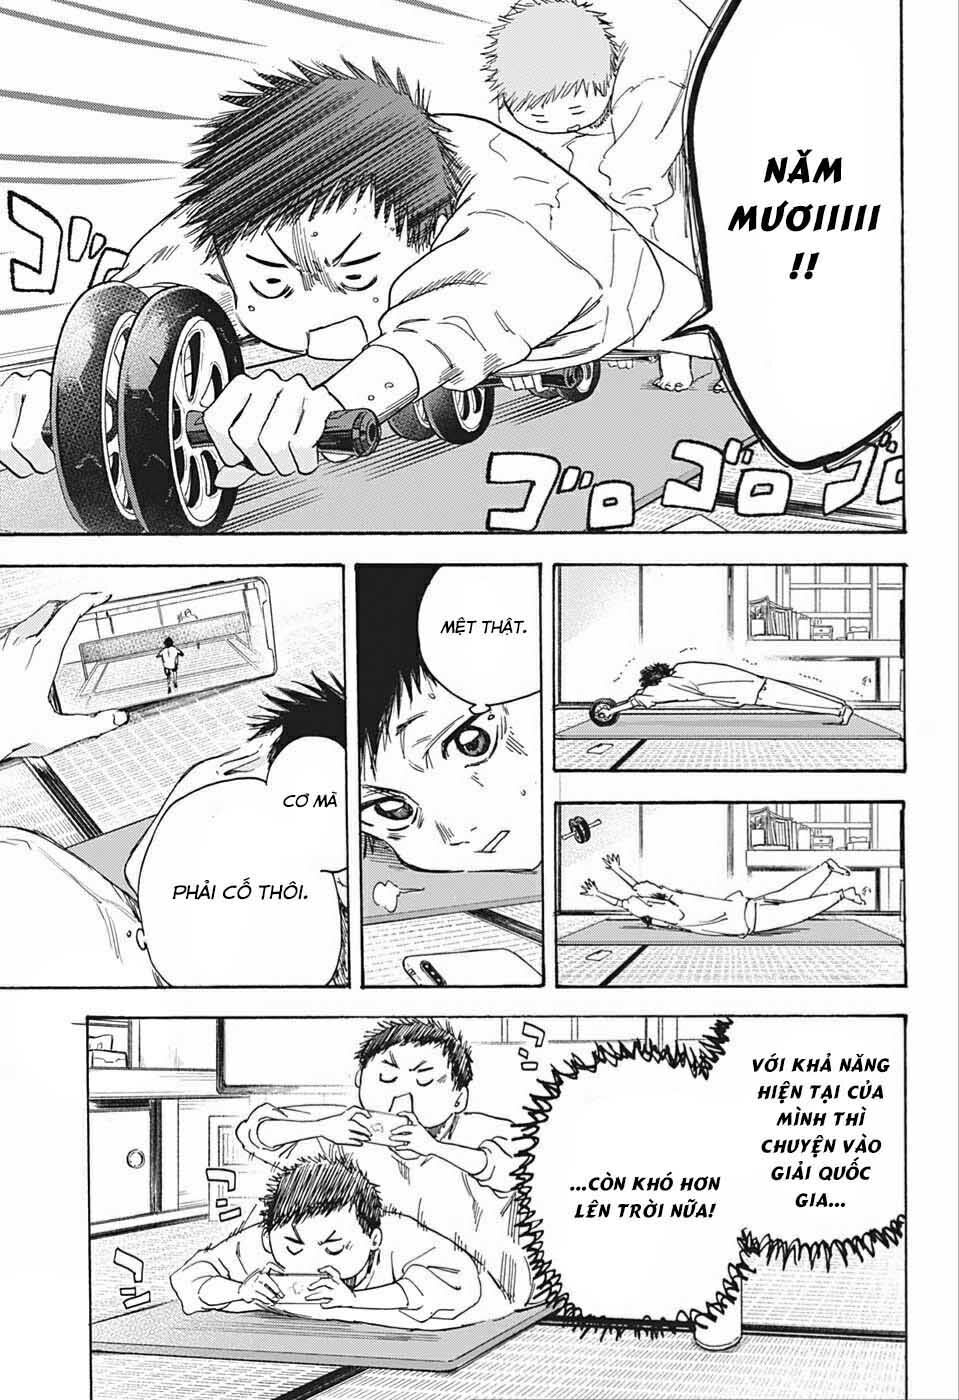 NĂM
MƯƠIIIII
!!
ゴロ
ゴロ
ゴロ
ゴロ
MỆT THẬT.
CƠ MÀ
PHẢI CỐ THÔI.
VỚI KHẢ NĂNG
HIỆN TẠI CỦA
MÌNH THÌ
CHUYỆN VÀO
GIẢI QUỐC
GIA...
...CÒN KHÓ HƠN
LÊN TRỜI NỮA!